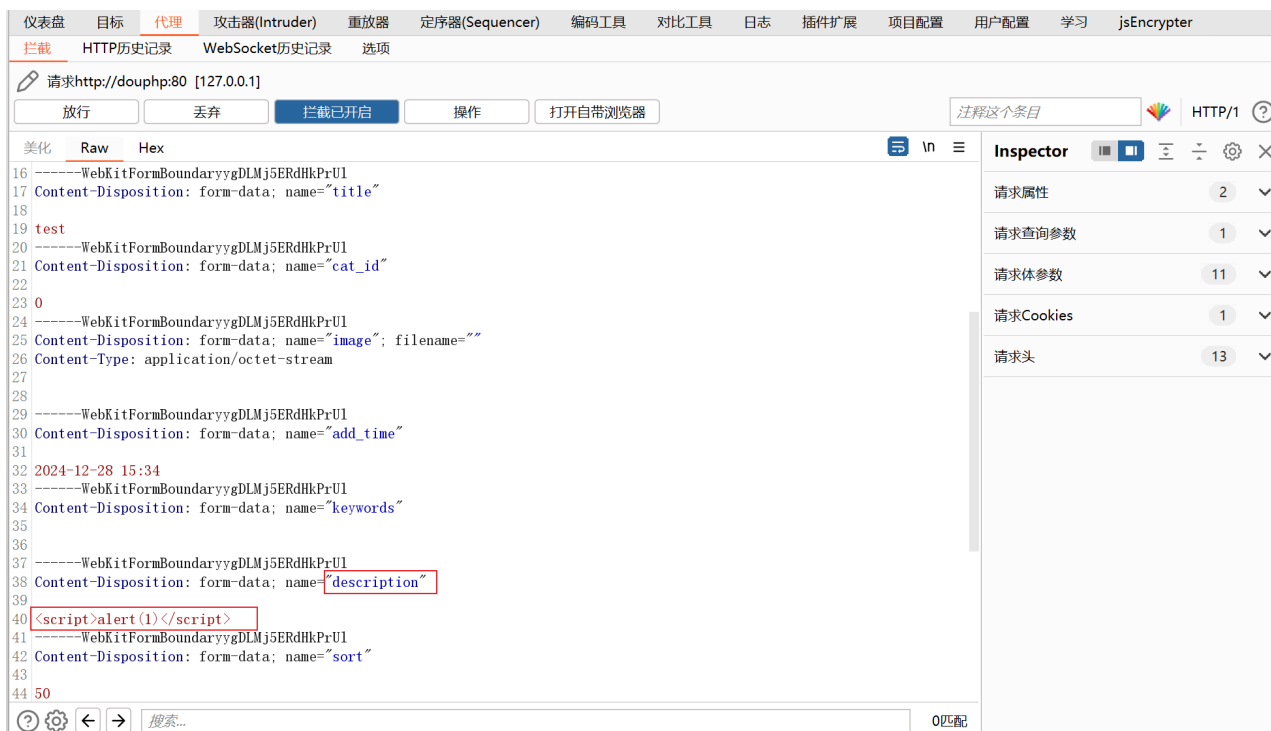 仪表盘 目标 代理 攻击器(Intruder) 重放器 定序器(Sequencer) 编码工具 对比工具 日志 插件扩展 项目配置 用户配置 学习 jsEncrypter
拦截 HTTP历史记录 WebSocket历史记录 选项
请求http://douphp:80 [127.0.0.1]
放行 丢弃 拦截已开启 操作 打开自带浏览器 注释这个条目 HTTP/1 ?
美化 Raw Hex \n
Inspector
请求属性 2
请求查询参数 1
请求体参数 11
请求Cookies 1
请求头 13
16 ------WebKitFormBoundaryygDLMj5ERdHkPrUl
17 Content-Disposition: form-data; name="title"
18
19 test
20 ------WebKitFormBoundaryygDLMj5ERdHkPrUl
21 Content-Disposition: form-data; name="cat_id"
22
23 0
24 ------WebKitFormBoundaryygDLMj5ERdHkPrUl
25 Content-Disposition: form-data; name="image"; filename=""
26 Content-Type: application/octet-stream
27
28
29 ------WebKitFormBoundaryygDLMj5ERdHkPrUl
30 Content-Disposition: form-data; name="add_time"
31
32 2024-12-28 15:34
33 ------WebKitFormBoundaryygDLMj5ERdHkPrUl
34 Content-Disposition: form-data; name="keywords"
35
36
37 ------WebKitFormBoundaryygDLMj5ERdHkPrUl
38 Content-Disposition: form-data; name="description"
39
40 <script>alert(1)</script>
41 ------WebKitFormBoundaryygDLMj5ERdHkPrUl
42 Content-Disposition: form-data; name="sort"
43
44 50
? 搜索... 0匹配